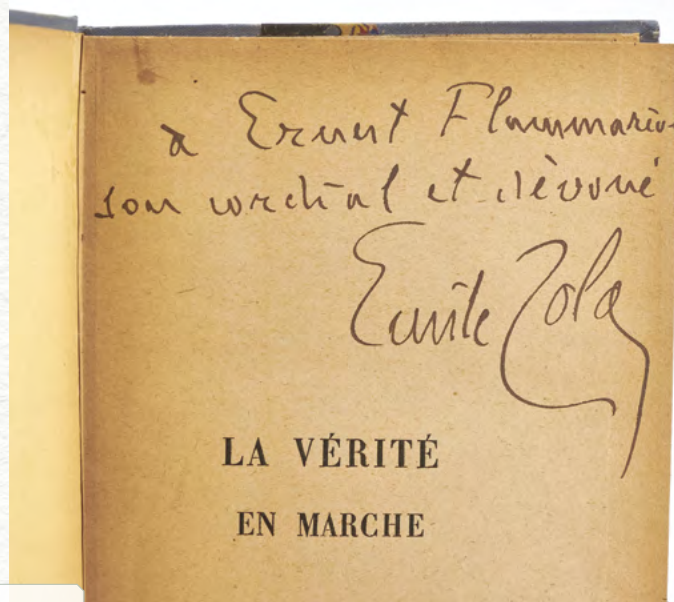 à Ernest Flammarion
son cordial et dévoué
Emile Zola
LA VÉRITÉ
EN MARCHE